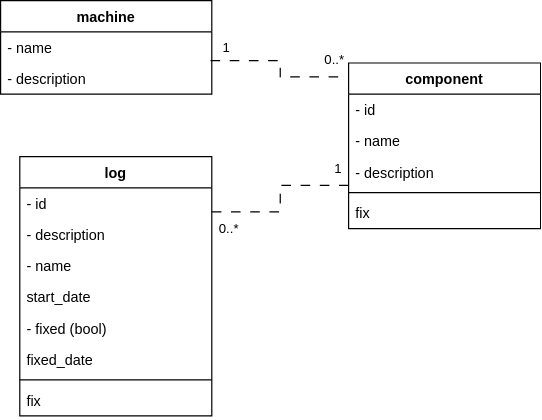 machine
- name
- description
1
0..*
component
- id
- name
- description
fix
1
0..*
log
- id
- description
- name
start_date
- fixed (bool)
fixed_date
fix